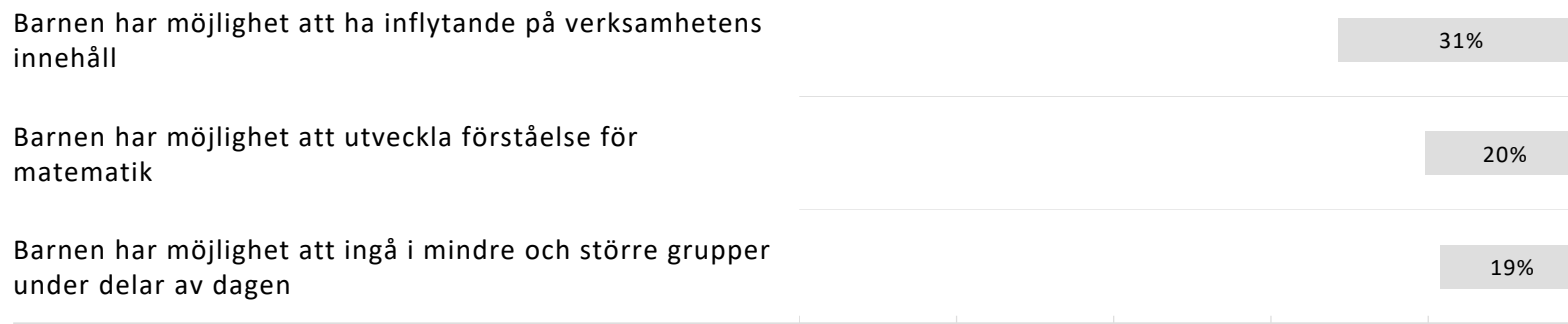 Barnen har möjlighet att ha inflytande på verksamhetens
innehåll
31%
Barnen har möjlighet att utveckla förståelse för
matematik
20%
Barnen har möjlighet att ingå i mindre och större grupper
under delar av dagen
19%